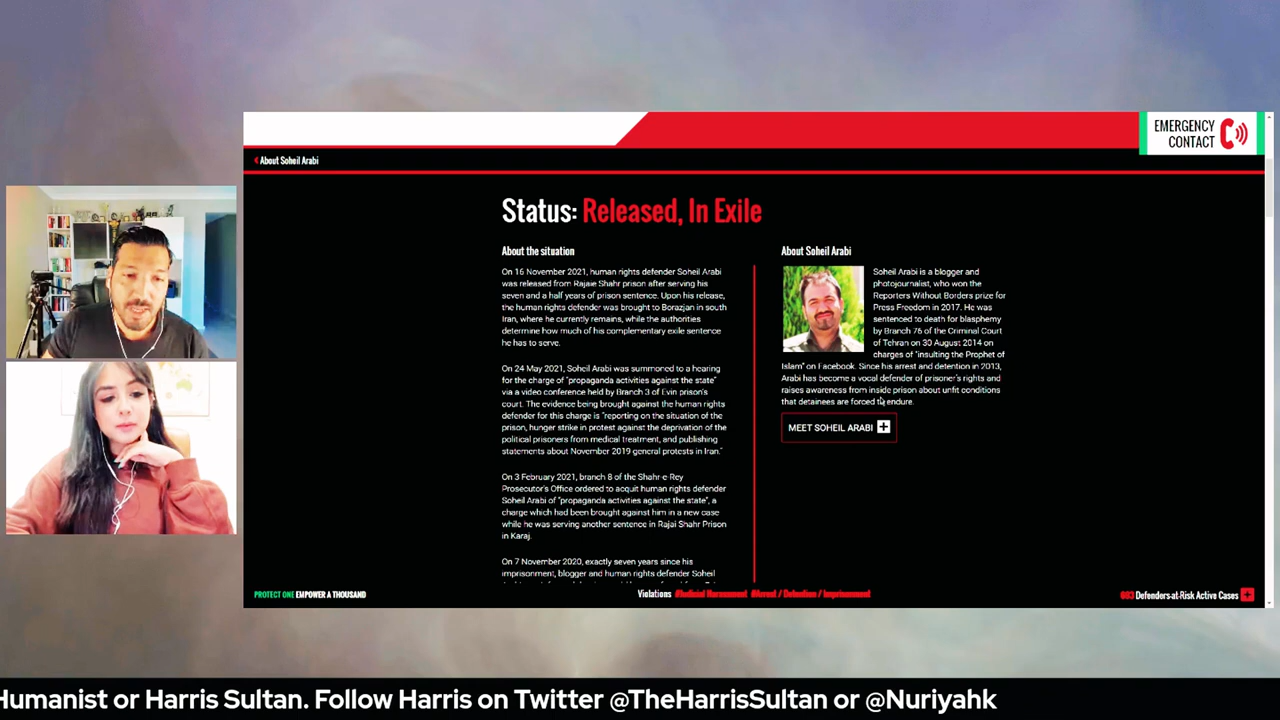 EMERGENCY
CONTACT
About Soheil Arabi
Status: Released, In Exile
About the situation
On 16 November 2021, human rights defender Soheil Arabi
was released from Rajaie Shahr prison after serving his
seven and a half years of prison sentence. Upon his release,
the human rights defender was brought to Borazjan in south
Iran, where he currently remains, while the authorities
determine how much of his complementary exile sentence
he has to serve.
On 24 May 2021, Soheil Arabi was summoned to a hearing
for the charge of "propaganda activities against the state"
via a video conference held by Branch 3 of Evin prison's
court. The evidence being brought against the human rights
defender for this charge is "reporting on the situation of the
prison, hunger strike in protest against the deprivation of the
political prisoners from medical treatment, and publishing
statements about November 2019 general protests in Iran."
On 3 February 2021, branch 8 of the Shahr-e-Rey
Prosecutor's Office ordered to acquit human rights defender
Soheil Arabi of "propaganda activities against the state", a
charge which had been brought against him in a new case
while he was serving another sentence in Rajai Shahr Prison
in Karaj.
On 7 November 2020, exactly seven years since his
imprisonment, blogger and human rights defender Soheil
About Soheil Arabi
Soheil Arabi is a blogger and
photojournalist, who won the
Reporters Without Borders prize for
Press Freedom in 2017. He was
sentenced to death for blasphemy
by Branch 76 of the Criminal Court
of Tehran on 30 August 2014 on
charges of "insulting the Prophet of
Islam" on Facebook. Since his arrest and detention in 2013,
Arabi has become a vocal defender of prisoner's rights and
raises awareness from inside prison about unfit conditions
that detainees are forced to endure.
MEET SOHEIL ARABI
PROTECT ONE EMPOWER A THOUSAND
Violations #Judicial Harassment #Arrest / Detention / Imprisonment
693 Defenders-at-Risk Active Cases
Humanist or Harris Sultan. Follow Harris on Twitter @TheHarrisSultan or @Nuriyahk